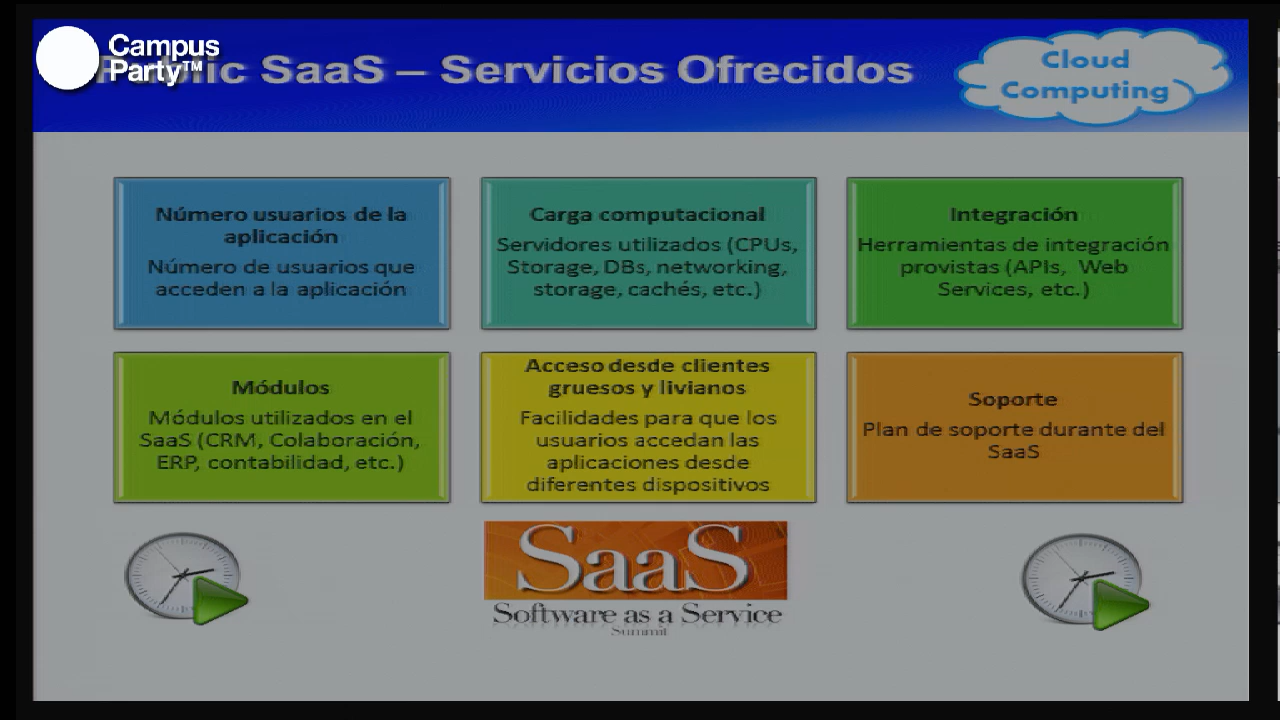 Campus
Party™
Public SaaS – Servicios Ofrecidos
Cloud
Computing
Número usuarios de la
aplicación
Número de usuarios que
acceden a la aplicación
Carga computacional
Servidores utilizados (CPUs,
Storage, DBs, networking,
storage, cachés, etc.)
Integración
Herramientas de integración
provistas (APIs, Web
Services, etc.)
Módulos
Módulos utilizados en el
SaaS (CRM, Colaboración,
ERP, contabilidad, etc.)
Acceso desde clientes
gruesos y livianos
Facilidades para que los
usuarios accedan las
aplicaciones desde
diferentes dispositivos
Soporte
Plan de soporte durante del
SaaS
SaaS
Software as a Service
Summit